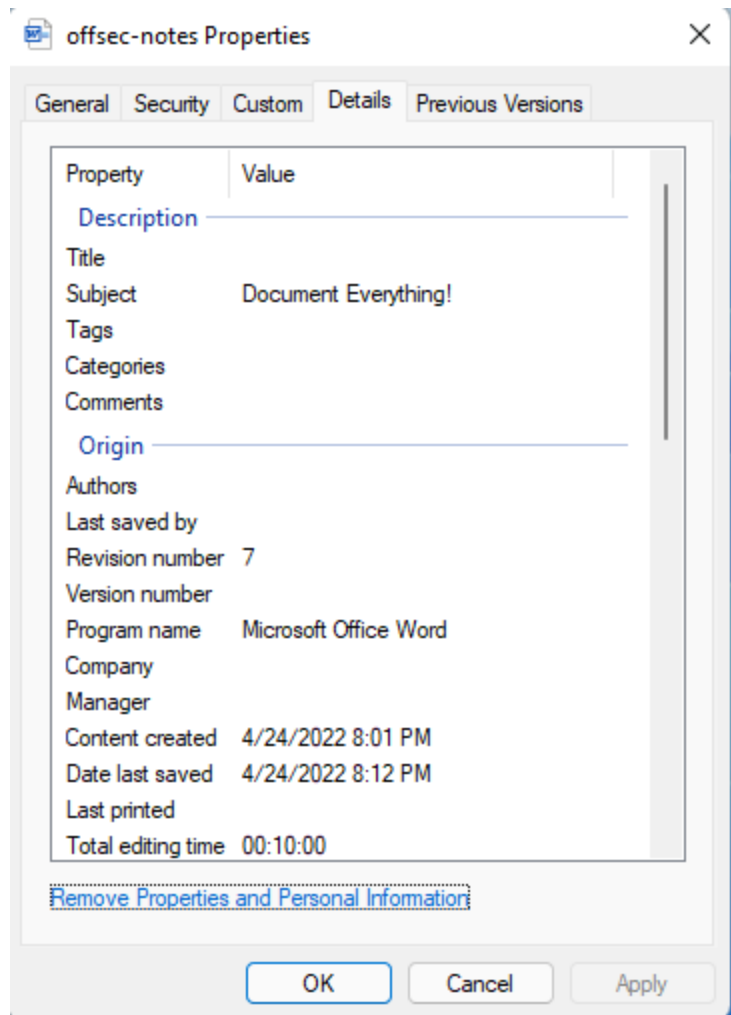 offsec-notes Properties
General Security Custom Details Previous Versions
Property Value
Description
Title
Subject Document Everything!
Tags
Categories
Comments
Origin
Authors
Last saved by
Revision number 7
Version number
Program name Microsoft Office Word
Company
Manager
Content created 4/24/2022 8:01 PM
Date last saved 4/24/2022 8:12 PM
Last printed
Total editing time 00:10:00
Remove Properties and Personal Information
OK Cancel Apply